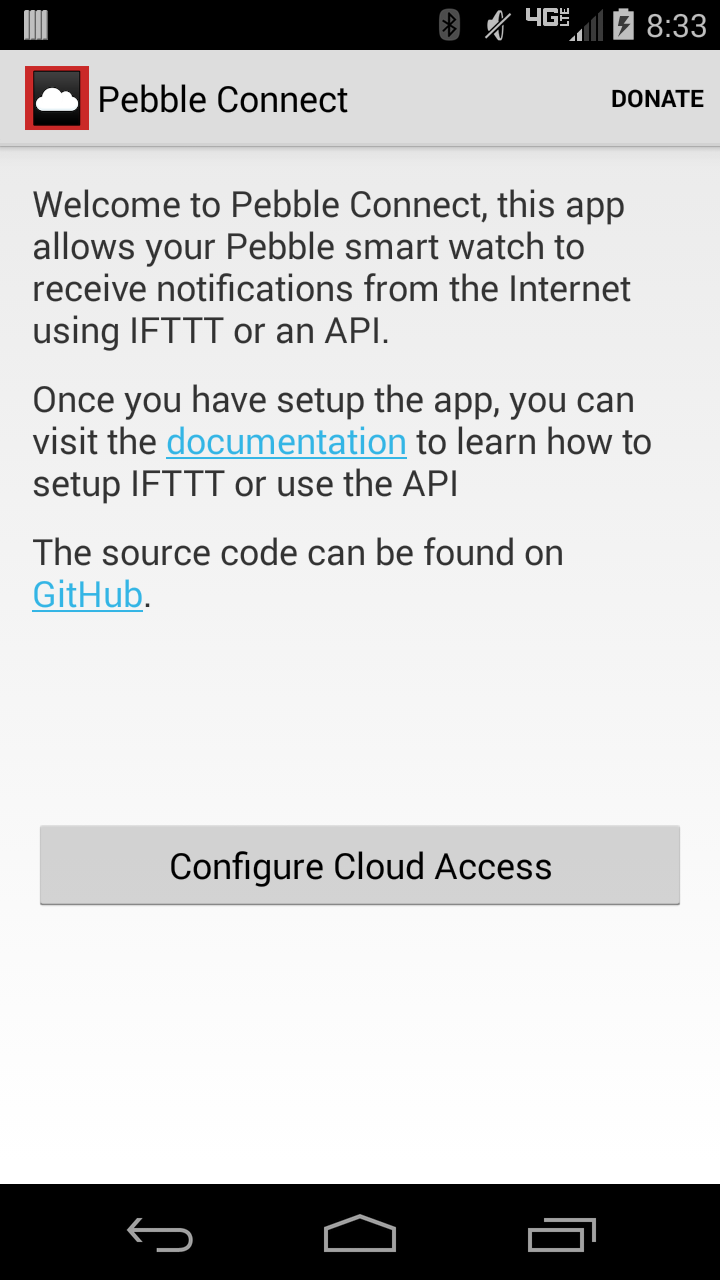 4G LTE 8:33
Pebble Connect DONATE
Welcome to Pebble Connect, this app
allows your Pebble smart watch to
receive notifications from the Internet
using IFTTT or an API.
Once you have setup the app, you can
visit the documentation to learn how to
setup IFTTT or use the API
The source code can be found on
GitHub.
Configure Cloud Access